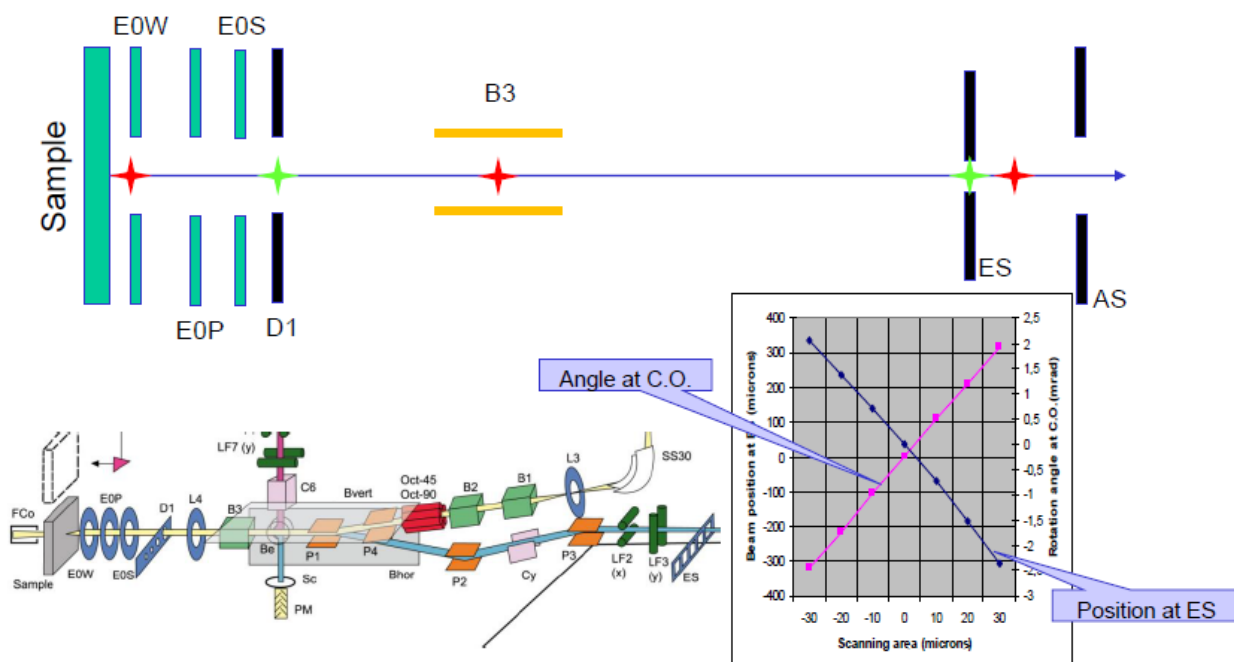 E0W
E0S
B3
Sample
E0P
D1
ES
AS
Angle at C.O.
Position at ES
400
300
200
100
0
-100
-200
-300
-400
2,5
2
1,5
1
0,5
0
-0,5
-1
-1,5
-2
-2,5
-3
-30 -20 -10 0 10 20 30
Scanning area (microns)
Rotation angle at C.O.(mrad)
(microns)
Beam position at
LF7 (y)
C6
FCo
Sample
E0W
E0P
E0S
D1
L4
B3
Be
Bvert
Oct-45
Oct-90
B2
B1
L3
SS30
P1
P4
P2
Cy
P3
LF2
(x)
LF3
(y)
ES
Bhor
Sc
PM